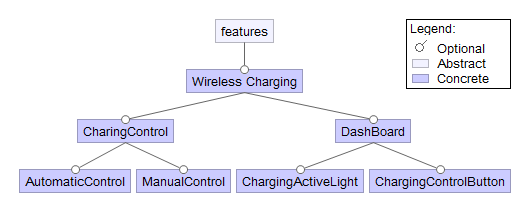 features
Legend:
Optional
Abstract
Concrete
Wireless Charging
CharingControl
DashBoard
AutomaticControl
ManualControl
ChargingActiveLight
ChargingControlButton